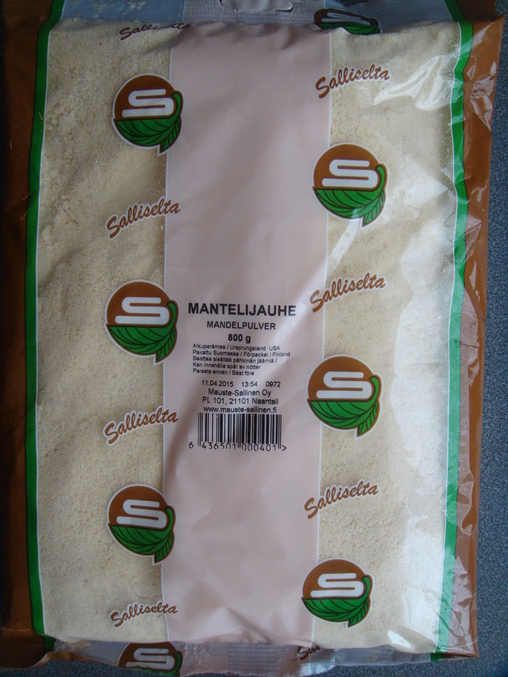 Salliselta
Salliselta
Salliselta
Salliselta
MANTELIJAUHE
MANDELPULVER
800 g
Alkuperämaa / Ursprungsland USA
Pakattu Suomessa / Förpackat i Finland
Saattaa sisältää pähkinän jäämiä /
Kan innehålla spår av nötter
Parasta ennen / Bäst före
11.04.2015 13:54 0972
Mauste-Sallinen Oy
PL 101, 21101 Naantali
www.mauste-sallinen.fi
6 436501 000401 >
Salliselta
Salliselta
Salliselta